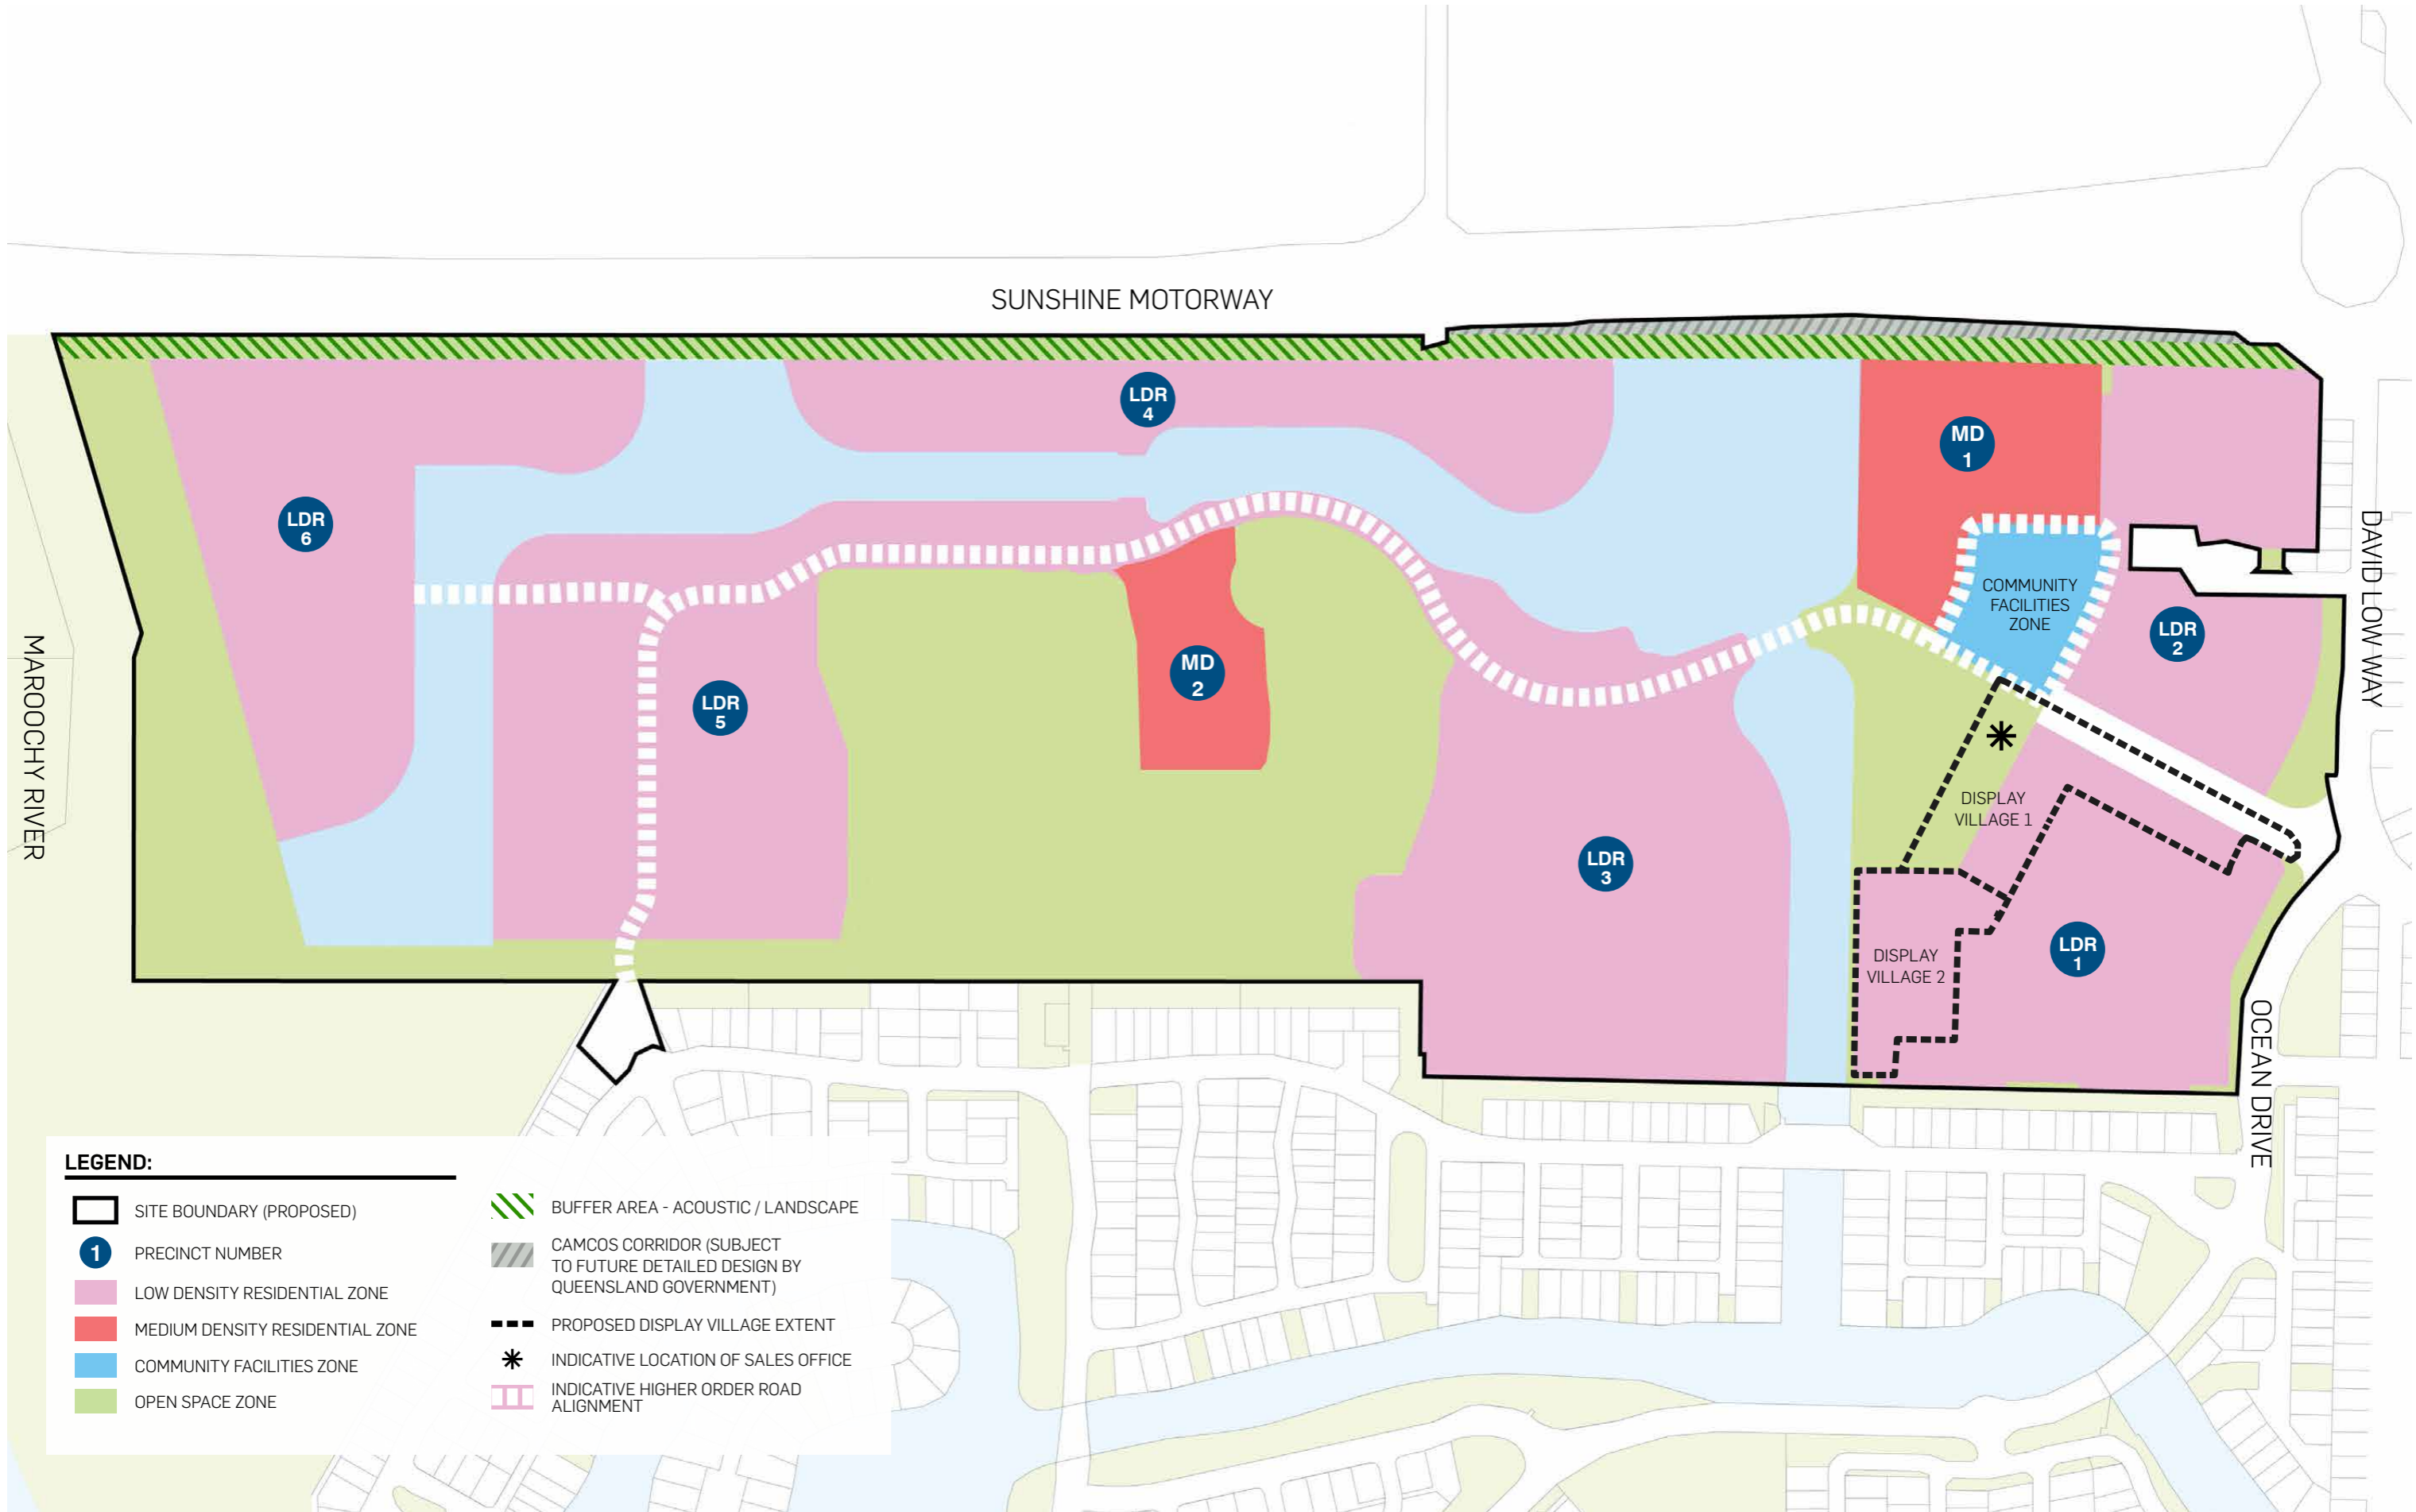 SUNSHINE MOTORWAY
LDR
4
MD
1
LDR
6
COMMUNITY
FACILITIES
ZONE
LDR
2
DAVID LOW WAY
MAROOCHY RIVER
MD
2
LDR
5
DISPLAY
VILLAGE 1
LDR
3
DISPLAY
VILLAGE 2
LDR
1
OCEAN DRIVE
LEGEND:
SITE BOUNDARY (PROPOSED)
1
PRECINCT NUMBER
LOW DENSITY RESIDENTIAL ZONE
MEDIUM DENSITY RESIDENTIAL ZONE
COMMUNITY FACILITIES ZONE
OPEN SPACE ZONE
BUFFER AREA - ACOUSTIC / LANDSCAPE
CAMCOS CORRIDOR (SUBJECT
TO FUTURE DETAILED DESIGN BY
QUEENSLAND GOVERNMENT)
PROPOSED DISPLAY VILLAGE EXTENT
INDICATIVE LOCATION OF SALES OFFICE
INDICATIVE HIGHER ORDER ROAD
ALIGNMENT